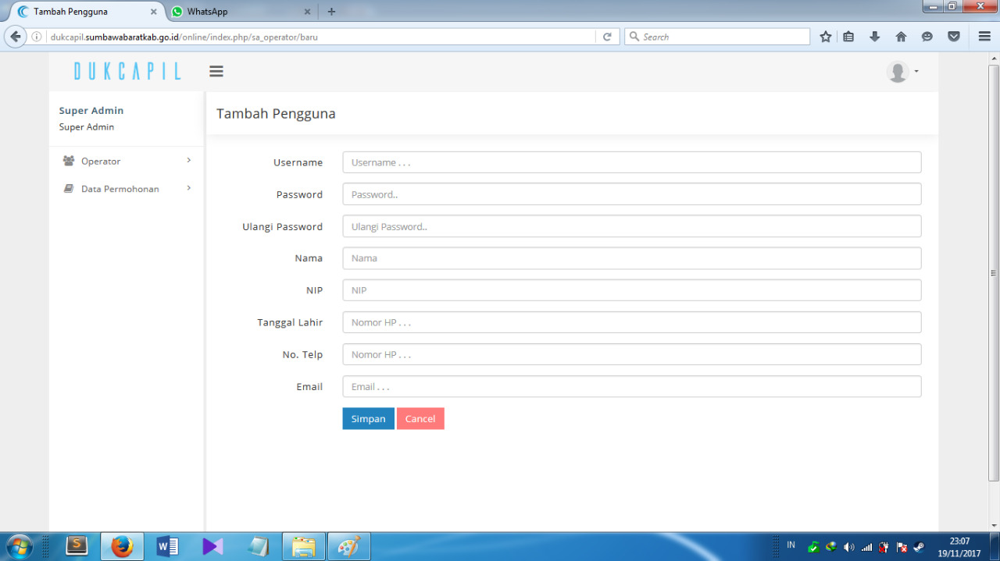 Tambah Pengguna
WhatsApp
dukcapil.sumbawabaratkab.go.id/online/index.php/sa_operator/baru
Search
DUKCAPIL
Super Admin
Super Admin
Operator
Data Permohonan
Tambah Pengguna
Username
Username . . .
Password
Password..
Ulangi Password
Ulangi Password..
Nama
Nama
NIP
NIP
Tanggal Lahir
Nomor HP . . .
No. Telp
Nomor HP . . .
Email
Email . . .
Simpan
Cancel
IN
23:07
19/11/2017